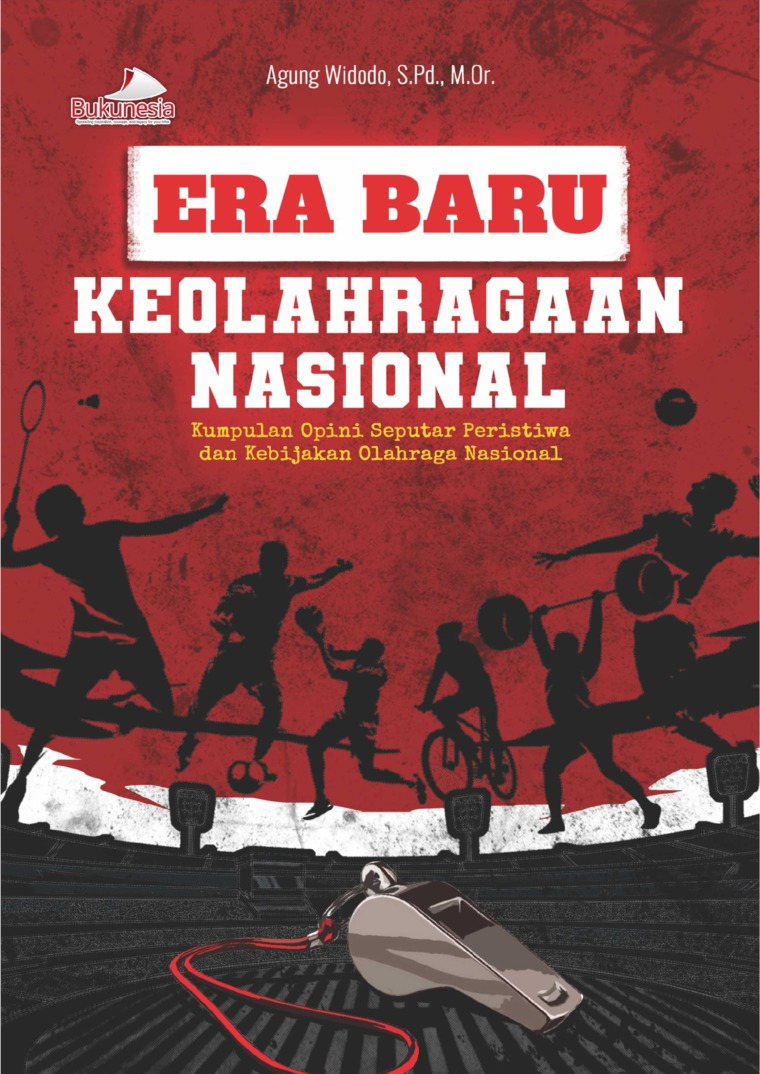 Agung Widodo, S.Pd., M.Or.
Bukunesia
ERA BARU
KEOLAHRAGAAN
NASIONAL
Kumpulan Opini Seputar Peristiwa
dan Kebijakan Olahraga Nasional